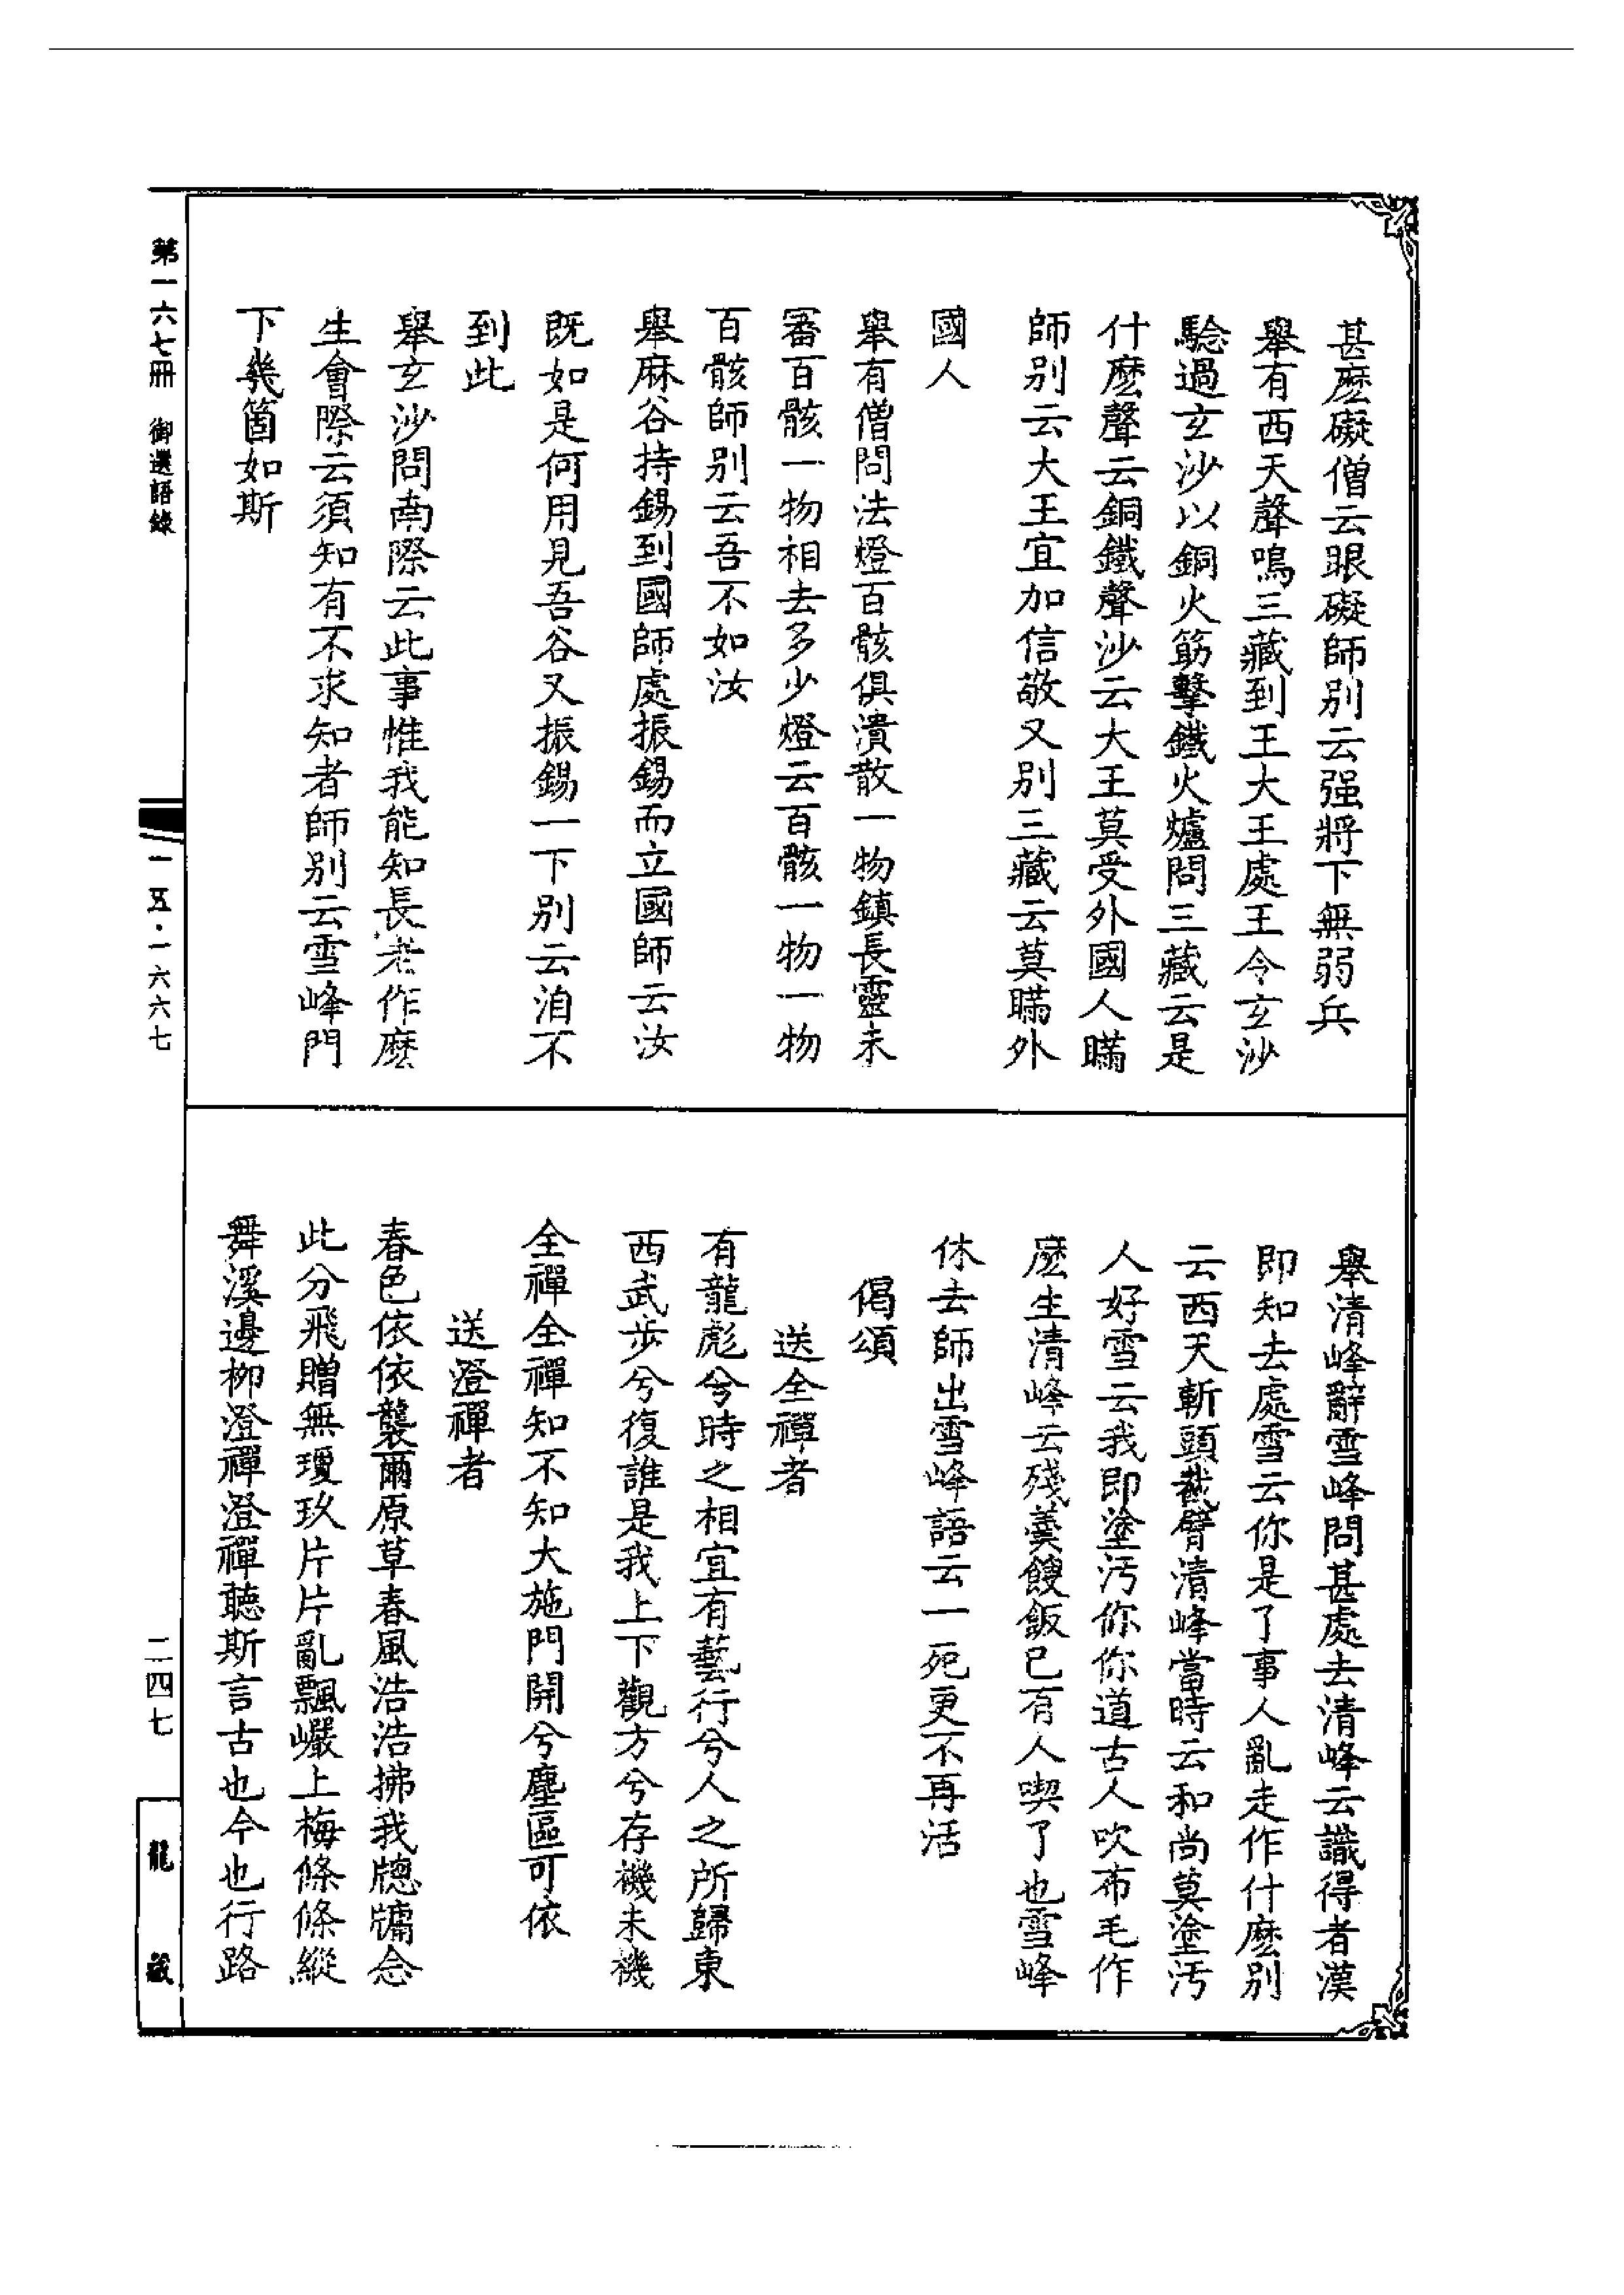 甚麽礙僧云眼礙師別云强將下無弱兵
舉有西天聲鳴三藏到王大王處王令玄沙
驗過玄沙以銅火筯擊鐵火爐問三藏云是
什麽聲云銅鐵聲沙云大王莫受外國人瞞
師別云大王宜加信敬又別三藏云莫瞞外
國人
舉有僧問法燈百骸俱潰散一物鎮長靈未
審百骸一物相去多少燈云百骸一物一物
百骸師別云吾不如汝
舉麻谷持錫到國師處振錫而立國師云汝
既如是何用見吾谷又振錫一下別云洎不
到此
舉玄沙問南際云此事惟我能知長老作麽
生會際云須知有不求知者師別云雪峰門
下幾箇如斯
舉清峰辭雪峰問甚處去清峰云識得者漢
即知去處雪云你是了事人亂走作什麽別
云西天斬頭截臂清峰當時云和尚莫塗汚
人好雪云我即塗汚你你道古人吹布毛作
麽生清峰云殘羹餿飯已有人喫了也雪峰
休去師出雪峰語云一死更不再活
偈頌
送全禪者
有龍彪兮時之相宜有藝行兮人之所歸東
西武步兮復誰是我上下觀方兮存機未機
全禪全禪知不知大施門開兮塵區可依
送澄禪者
春色依依襲爾原草春風浩浩拂我牕牗念
此分飛贈無瓊玖片片亂飄巖上梅條條縱
舞溪邊柳澄禪澄禪聽斯言古也今也行路
第一六七冊 御選語錄
一五·一六六七
二四七
龍藏